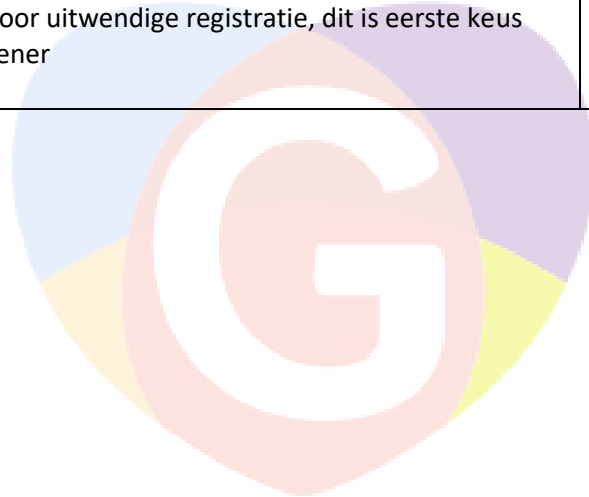 oor uitwendige registratie, dit is eerste keus
ener
G